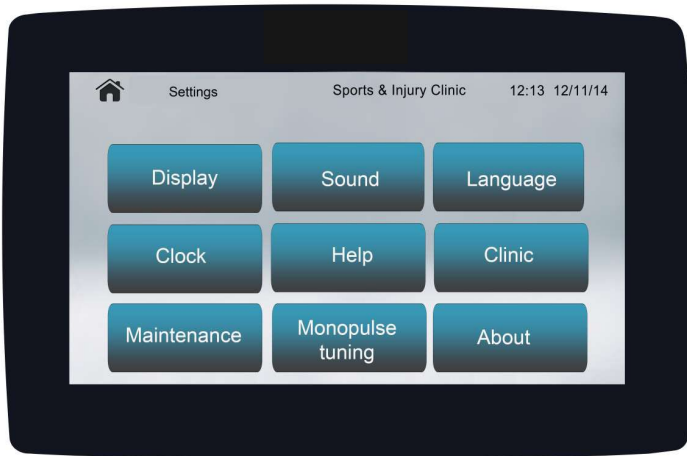 Settings Sports & Injury Clinic 12:13 12/11/14
Display Sound Language
Clock Help Clinic
Maintenance Monopulse tuning About